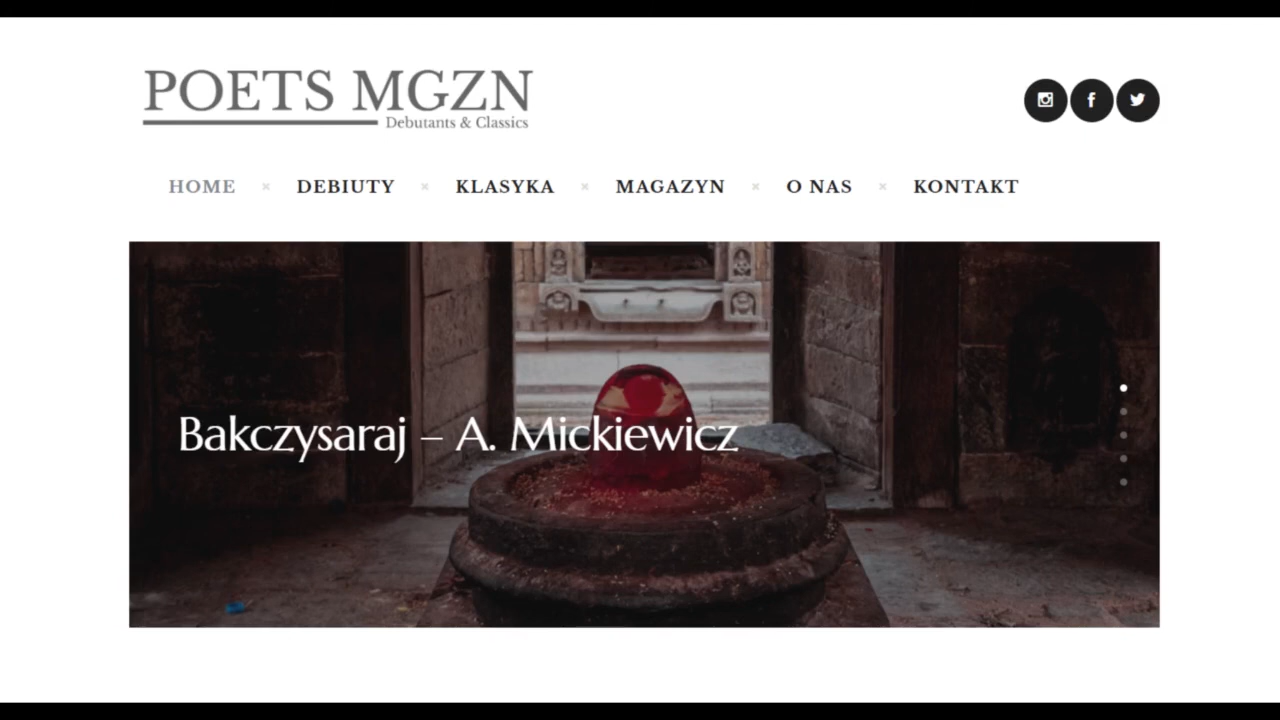 POETS MGZN
Debutants & Classics
HOME
DEBIUTY
KLASYKA
MAGAZYN
O NAS
KONTAKT
Bakczysaraj – A. Mickiewicz